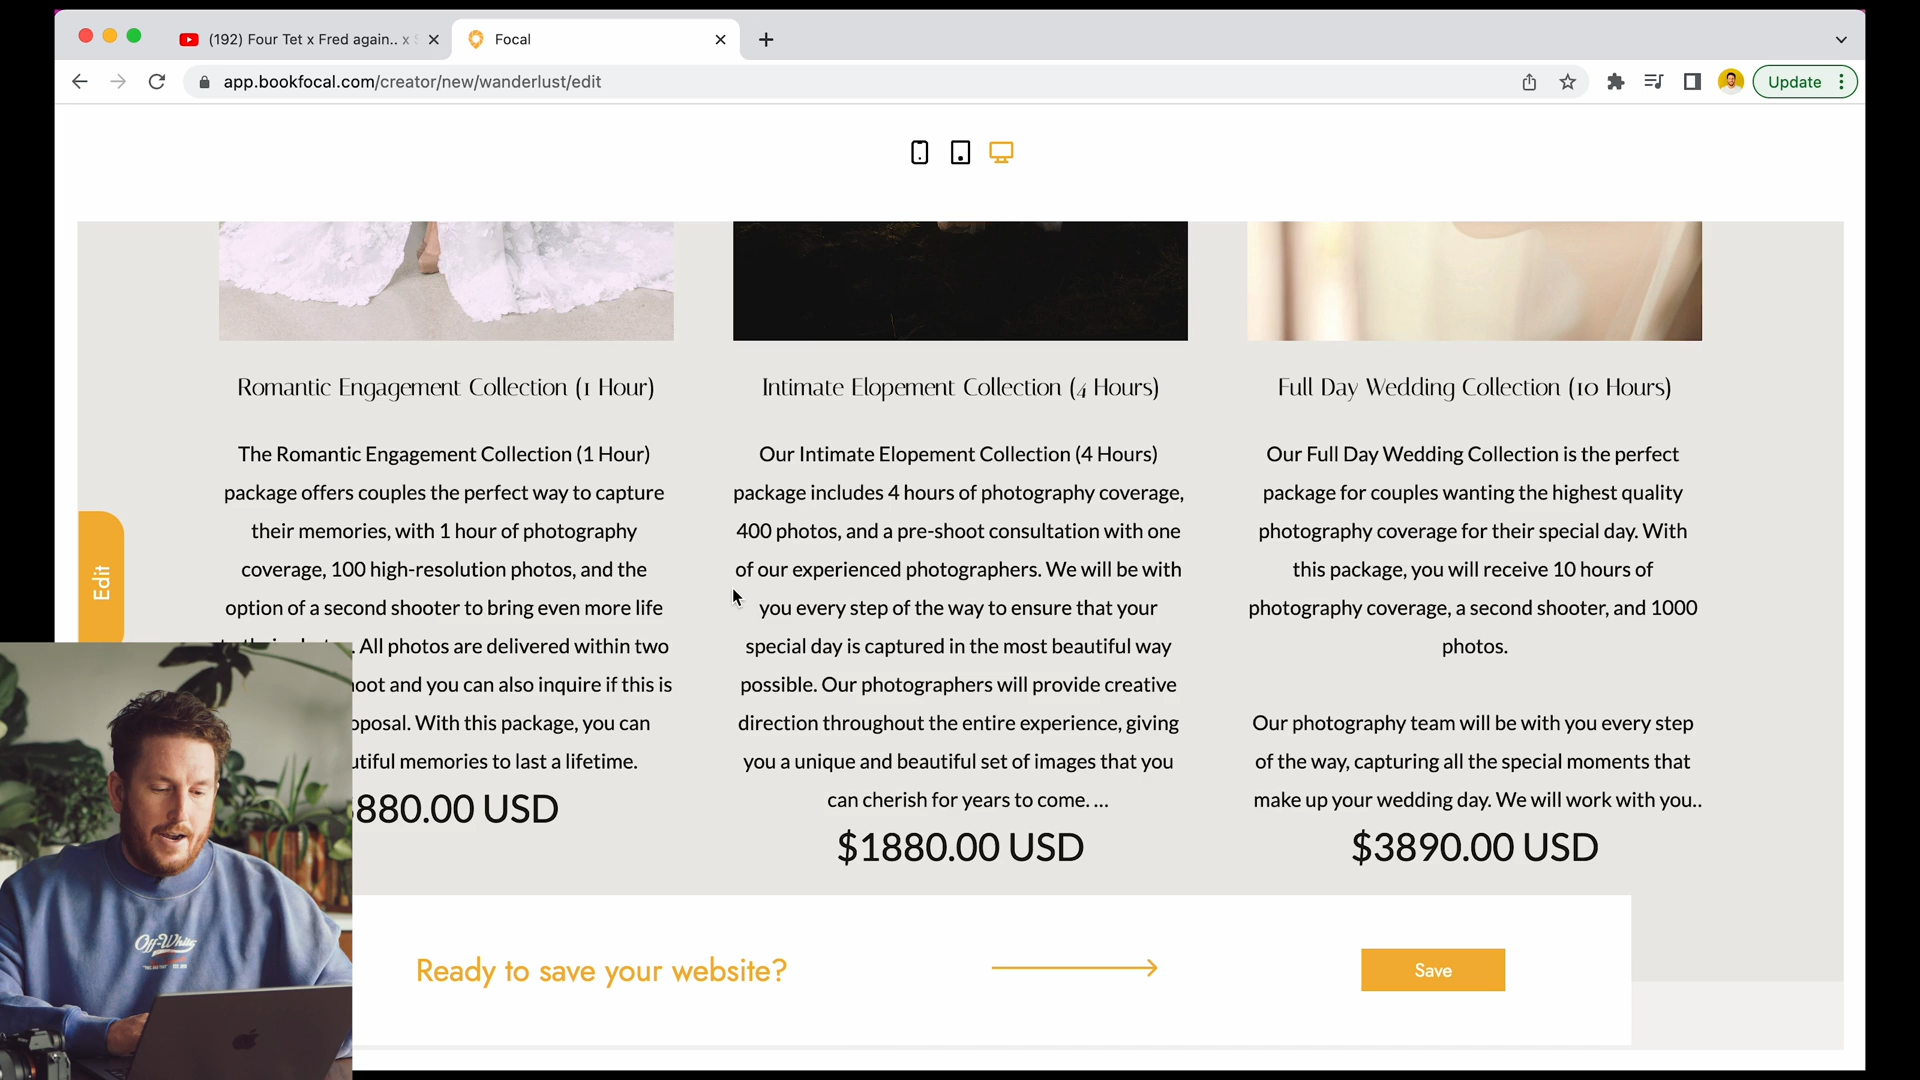 (192) Four Tet x Fred again.. x
Focal
app.bookfocal.com/creator/new/wanderlust/edit
Update
Romantic Engagement Collection (1 Hour)
The Romantic Engagement Collection (1 Hour)
package offers couples the perfect way to capture
their memories, with 1 hour of photography
coverage, 100 high-resolution photos, and the
option of a second shooter to bring even more life
All photos are delivered within two
and you can also inquire if this is
With this package, you can
memories to last a lifetime.
880.00 USD
Intimate Elopement Collection (4 Hours)
Our Intimate Elopement Collection (4 Hours)
package includes 4 hours of photography coverage,
400 photos, and a pre-shoot consultation with one
of our experienced photographers. We will be with
you every step of the way to ensure that your
special day is captured in the most beautiful way
possible. Our photographers will provide creative
direction throughout the entire experience, giving
you a unique and beautiful set of images that you
can cherish for years to come. ...
$1880.00 USD
Full Day Wedding Collection (10 Hours)
Our Full Day Wedding Collection is the perfect
package for couples wanting the highest quality
photography coverage for their special day. With
this package, you will receive 10 hours of
photography coverage, a second shooter, and 1000
photos.
Our photography team will be with you every step
of the way, capturing all the special moments that
make up your wedding day. We will work with you..
$3890.00 USD
Edit
Ready to save your website?
Save
Off-White